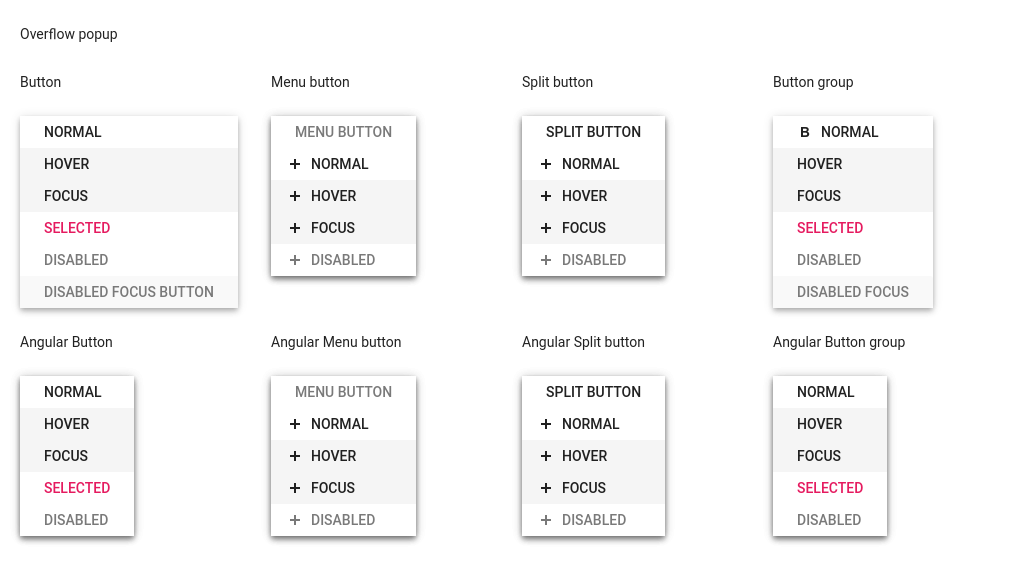 Overflow popup
Button
NORMAL
HOVER
FOCUS
SELECTED
DISABLED
DISABLED FOCUS BUTTON
Menu button
MENU BUTTON
NORMAL
HOVER
FOCUS
DISABLED
Split button
SPLIT BUTTON
NORMAL
HOVER
FOCUS
DISABLED
Button group
B NORMAL
HOVER
FOCUS
SELECTED
DISABLED
DISABLED FOCUS
Angular Button
NORMAL
HOVER
FOCUS
SELECTED
DISABLED
Angular Menu button
MENU BUTTON
NORMAL
HOVER
FOCUS
DISABLED
Angular Split button
SPLIT BUTTON
NORMAL
HOVER
FOCUS
DISABLED
Angular Button group
NORMAL
HOVER
FOCUS
SELECTED
DISABLED